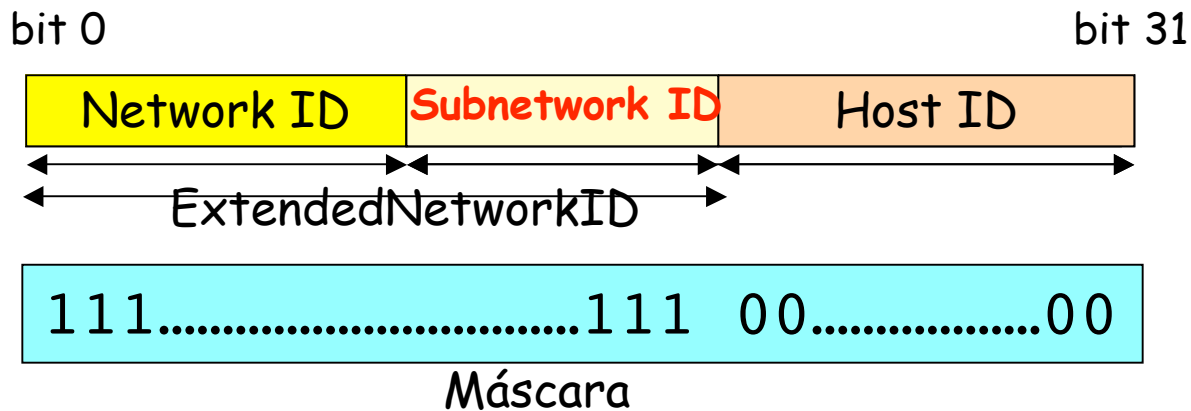 bit 0 bit 31
Network ID Subnetwork ID Host ID
ExtendedNetworkID
111..................................111 00..................00
Máscara